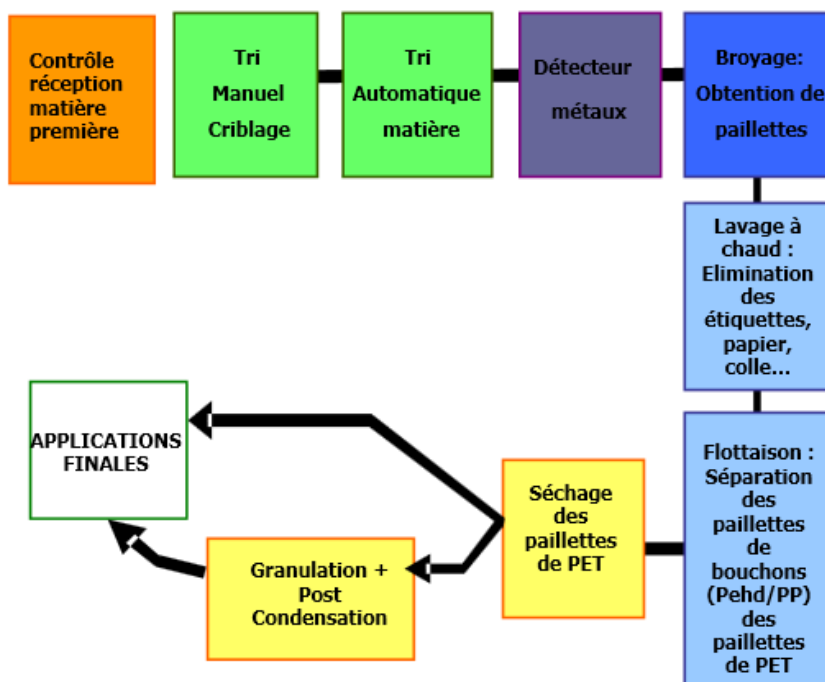 Contrôle
réception
matière
première
Tri
Manuel
Criblage
Tri
Automatique
matière
Détecteur
métaux
Broyage:
Obtention de
paillettes
Lavage à
chaud :
Elimination
des
étiquettes,
papier,
colle...
Flottaison :
Séparation
des
paillettes
de
bouchons
(Pehd/PP)
des
paillettes
de PET
Séchage
des
paillettes
de PET
Granulation +
Post
Condensation
APPLICATIONS
FINALES